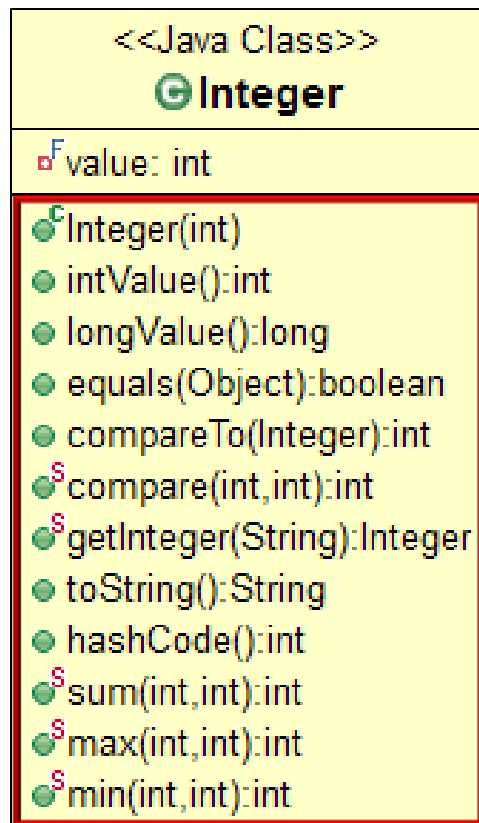 <<Java Class>>
C Integer
F value: int
C Integer(int)
intValue():int
longValue():long
equals(Object):boolean
compareTo(Integer):int
S compare(int,int):int
S getInteger(String):Integer
toString():String
hashCode():int
S sum(int,int):int
S max(int,int):int
S min(int,int):int